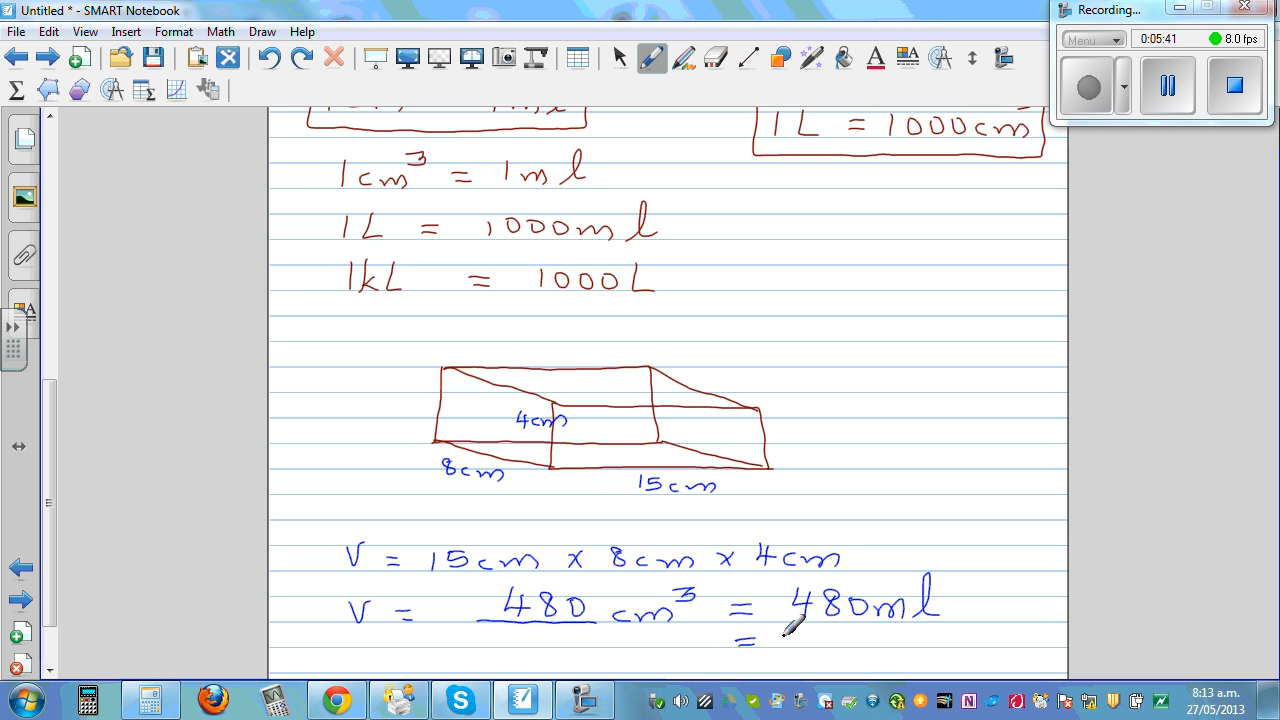 Untitled * - SMART Notebook
File Edit View Insert Format Math Draw Help
Recording...
Menu 0:05:41 8.0 fps
1L = 1000cm³
1cm³ = 1ml
1L = 1000ml
1kL = 1000L
4cm
8cm
15cm
V = 15cm × 8cm × 4cm
V = 480 cm³ = 480ml
=
8:13 a.m.
27/05/2013